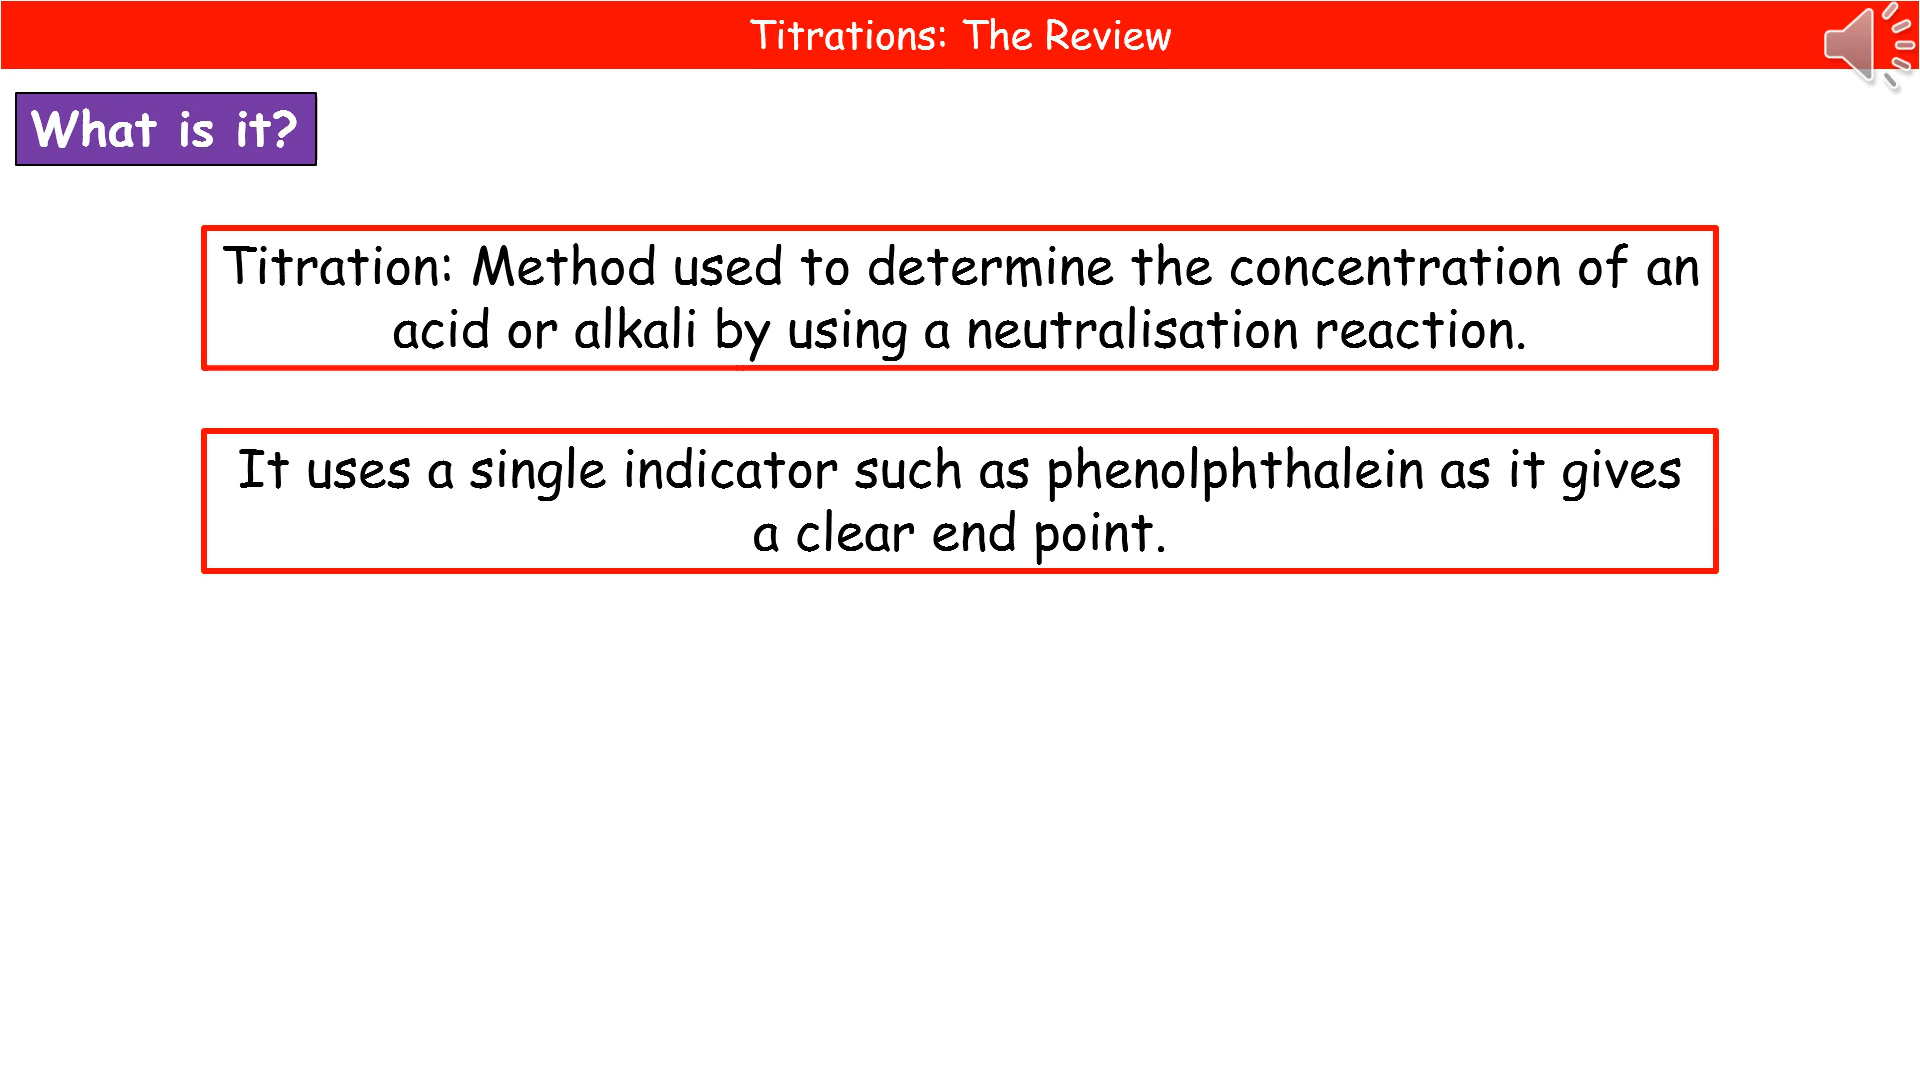 Titrations: The Review
What is it?
Titration: Method used to determine the concentration of an
acid or alkali by using a neutralisation reaction.
It uses a single indicator such as phenolphthalein as it gives
a clear end point.